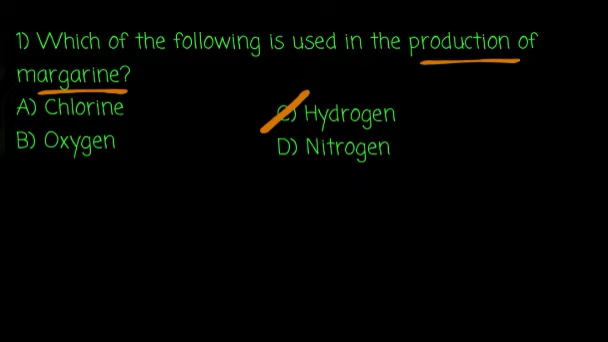 1) Which of the following is used in the production of
margarine?
A) Chlorine
B) Oxygen
C) Hydrogen
D) Nitrogen